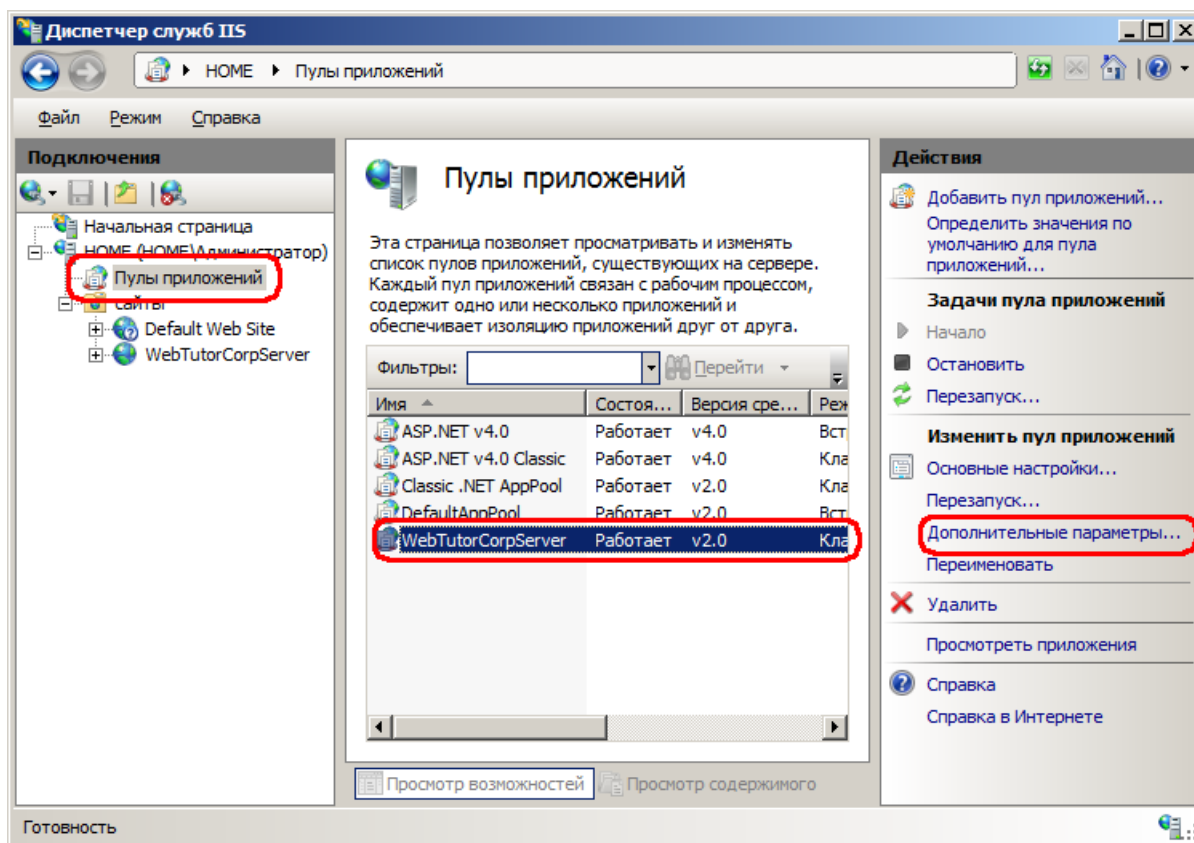 Диспетчер служб IIS
HOME
Пулы приложений
Файл Режим Справка
Подключения
Начальная страница
HOME (HOME\Администратор)
Пулы приложений
сайты
Default Web Site
WebTutorCorpServer
Пулы приложений
Эта страница позволяет просматривать и изменять
список пулов приложений, существующих на сервере.
Каждый пул приложений связан с рабочим процессом,
содержит одно или несколько приложений и
обеспечивает изоляцию приложений друг от друга.
Фильтры: Перейти
Имя Состоя... Версия сре... Реж
ASP.NET v4.0 Работает v4.0 Вст
ASP.NET v4.0 Classic Работает v4.0 Кла
Classic .NET AppPool Работает v2.0 Кла
DefaultAppPool Работает v2.0 Вст
WebTutorCorpServer Работает v2.0 Кла
Просмотр возможностей Просмотр содержимого
Действия
Добавить пул приложений...
Определить значения по
умолчанию для пула
приложений...
Задачи пула приложений
Начало
Остановить
Перезапуск...
Изменить пул приложений
Основные настройки...
Перезапуск...
Дополнительные параметры...
Переименовать
Удалить
Просмотреть приложения
Справка
Справка в Интернете
Готовность